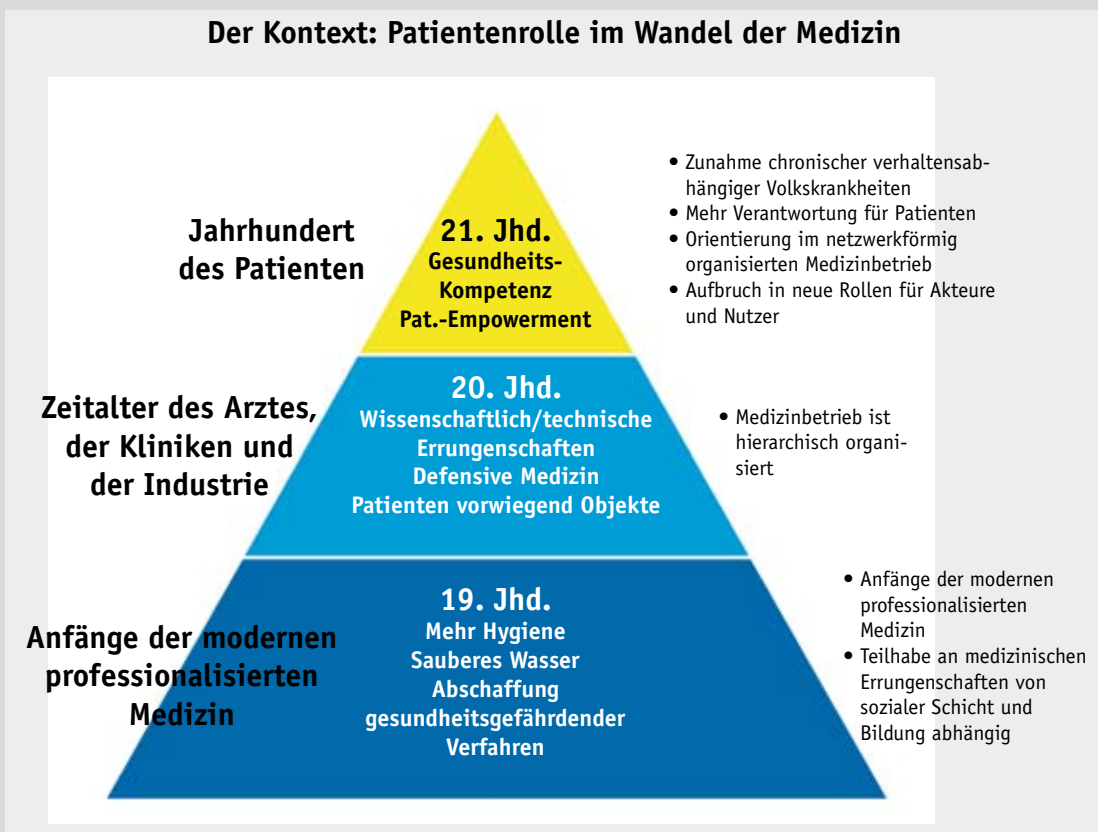 Der Kontext: Patientenrolle im Wandel der Medizin
Jahrhundert
des Patienten
21. Jhd.
Gesundheits-
Kompetenz
Pat.-Empowerment
• Zunahme chronischer verhaltensab-
hängiger Volkskrankheiten
• Mehr Verantwortung für Patienten
• Orientierung im netzwerkförmig
organisierten Medizinbetrieb
• Aufbruch in neue Rollen für Akteure
und Nutzer
Zeitalter des Arztes,
der Kliniken und
der Industrie
20. Jhd.
Wissenschaftlich/technische
Errungenschaften
Defensive Medizin
Patienten vorwiegend Objekte
• Medizinbetrieb ist
hierarchisch organi-
siert
Anfänge der modernen
professionalisierten
Medizin
19. Jhd.
Mehr Hygiene
Sauberes Wasser
Abschaffung
gesundheitsgefährdender
Verfahren
• Anfänge der modernen
professionalisierten
Medizin
• Teilhabe an medizinischen
Errungenschaften von
sozialer Schicht und
Bildung abhängig